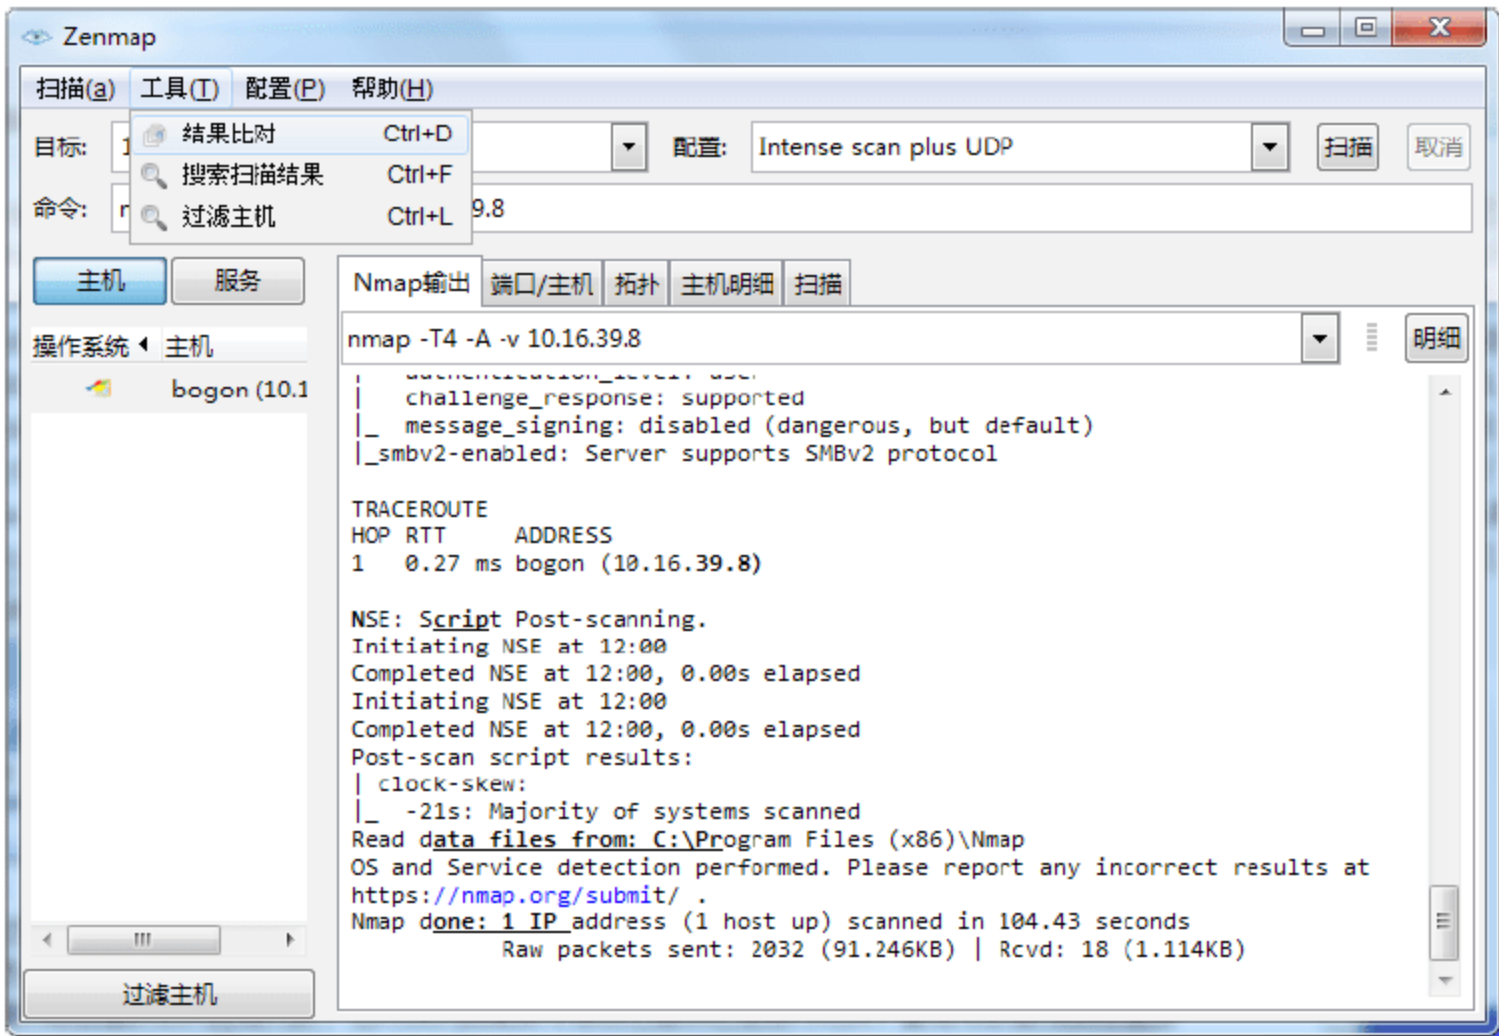 Zenmap
扫描(a) 工具(T) 配置(P) 帮助(H)
结果比对 Ctrl+D
搜索扫描结果 Ctrl+F
过滤主机 Ctrl+L
目标: 1 配置: Intense scan plus UDP 扫描 取消
命令: 9.8
主机 服务
Nmap输出 端口/主机 拓扑 主机明细 扫描
操作系统 主机
bogon (10.1
nmap -T4 -A -v 10.16.39.8 明细
| authentication_level: user
| challenge_response: supported
|_ message_signing: disabled (dangerous, but default)
|_smbv2-enabled: Server supports SMBv2 protocol
TRACEROUTE
HOP RTT ADDRESS
1 0.27 ms bogon (10.16.39.8)
NSE: Script Post-scanning.
Initiating NSE at 12:00
Completed NSE at 12:00, 0.00s elapsed
Initiating NSE at 12:00
Completed NSE at 12:00, 0.00s elapsed
Post-scan script results:
| clock-skew:
|_ -21s: Majority of systems scanned
Read data files from: C:\Program Files (x86)\Nmap
OS and Service detection performed. Please report any incorrect results at
https://nmap.org/submit/ .
Nmap done: 1 IP address (1 host up) scanned in 104.43 seconds
Raw packets sent: 2032 (91.246KB) | Rcvd: 18 (1.114KB)
过滤主机